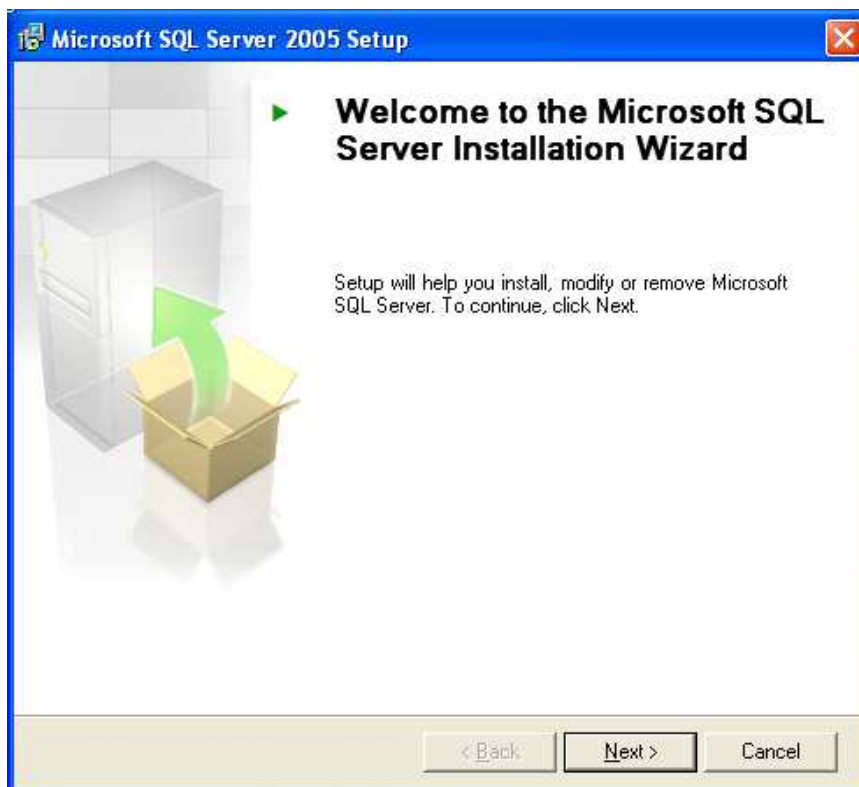 Microsoft SQL Server 2005 Setup
Welcome to the Microsoft SQL
Server Installation Wizard
Setup will help you install, modify or remove Microsoft
SQL Server. To continue, click Next.
< Back
Next >
Cancel